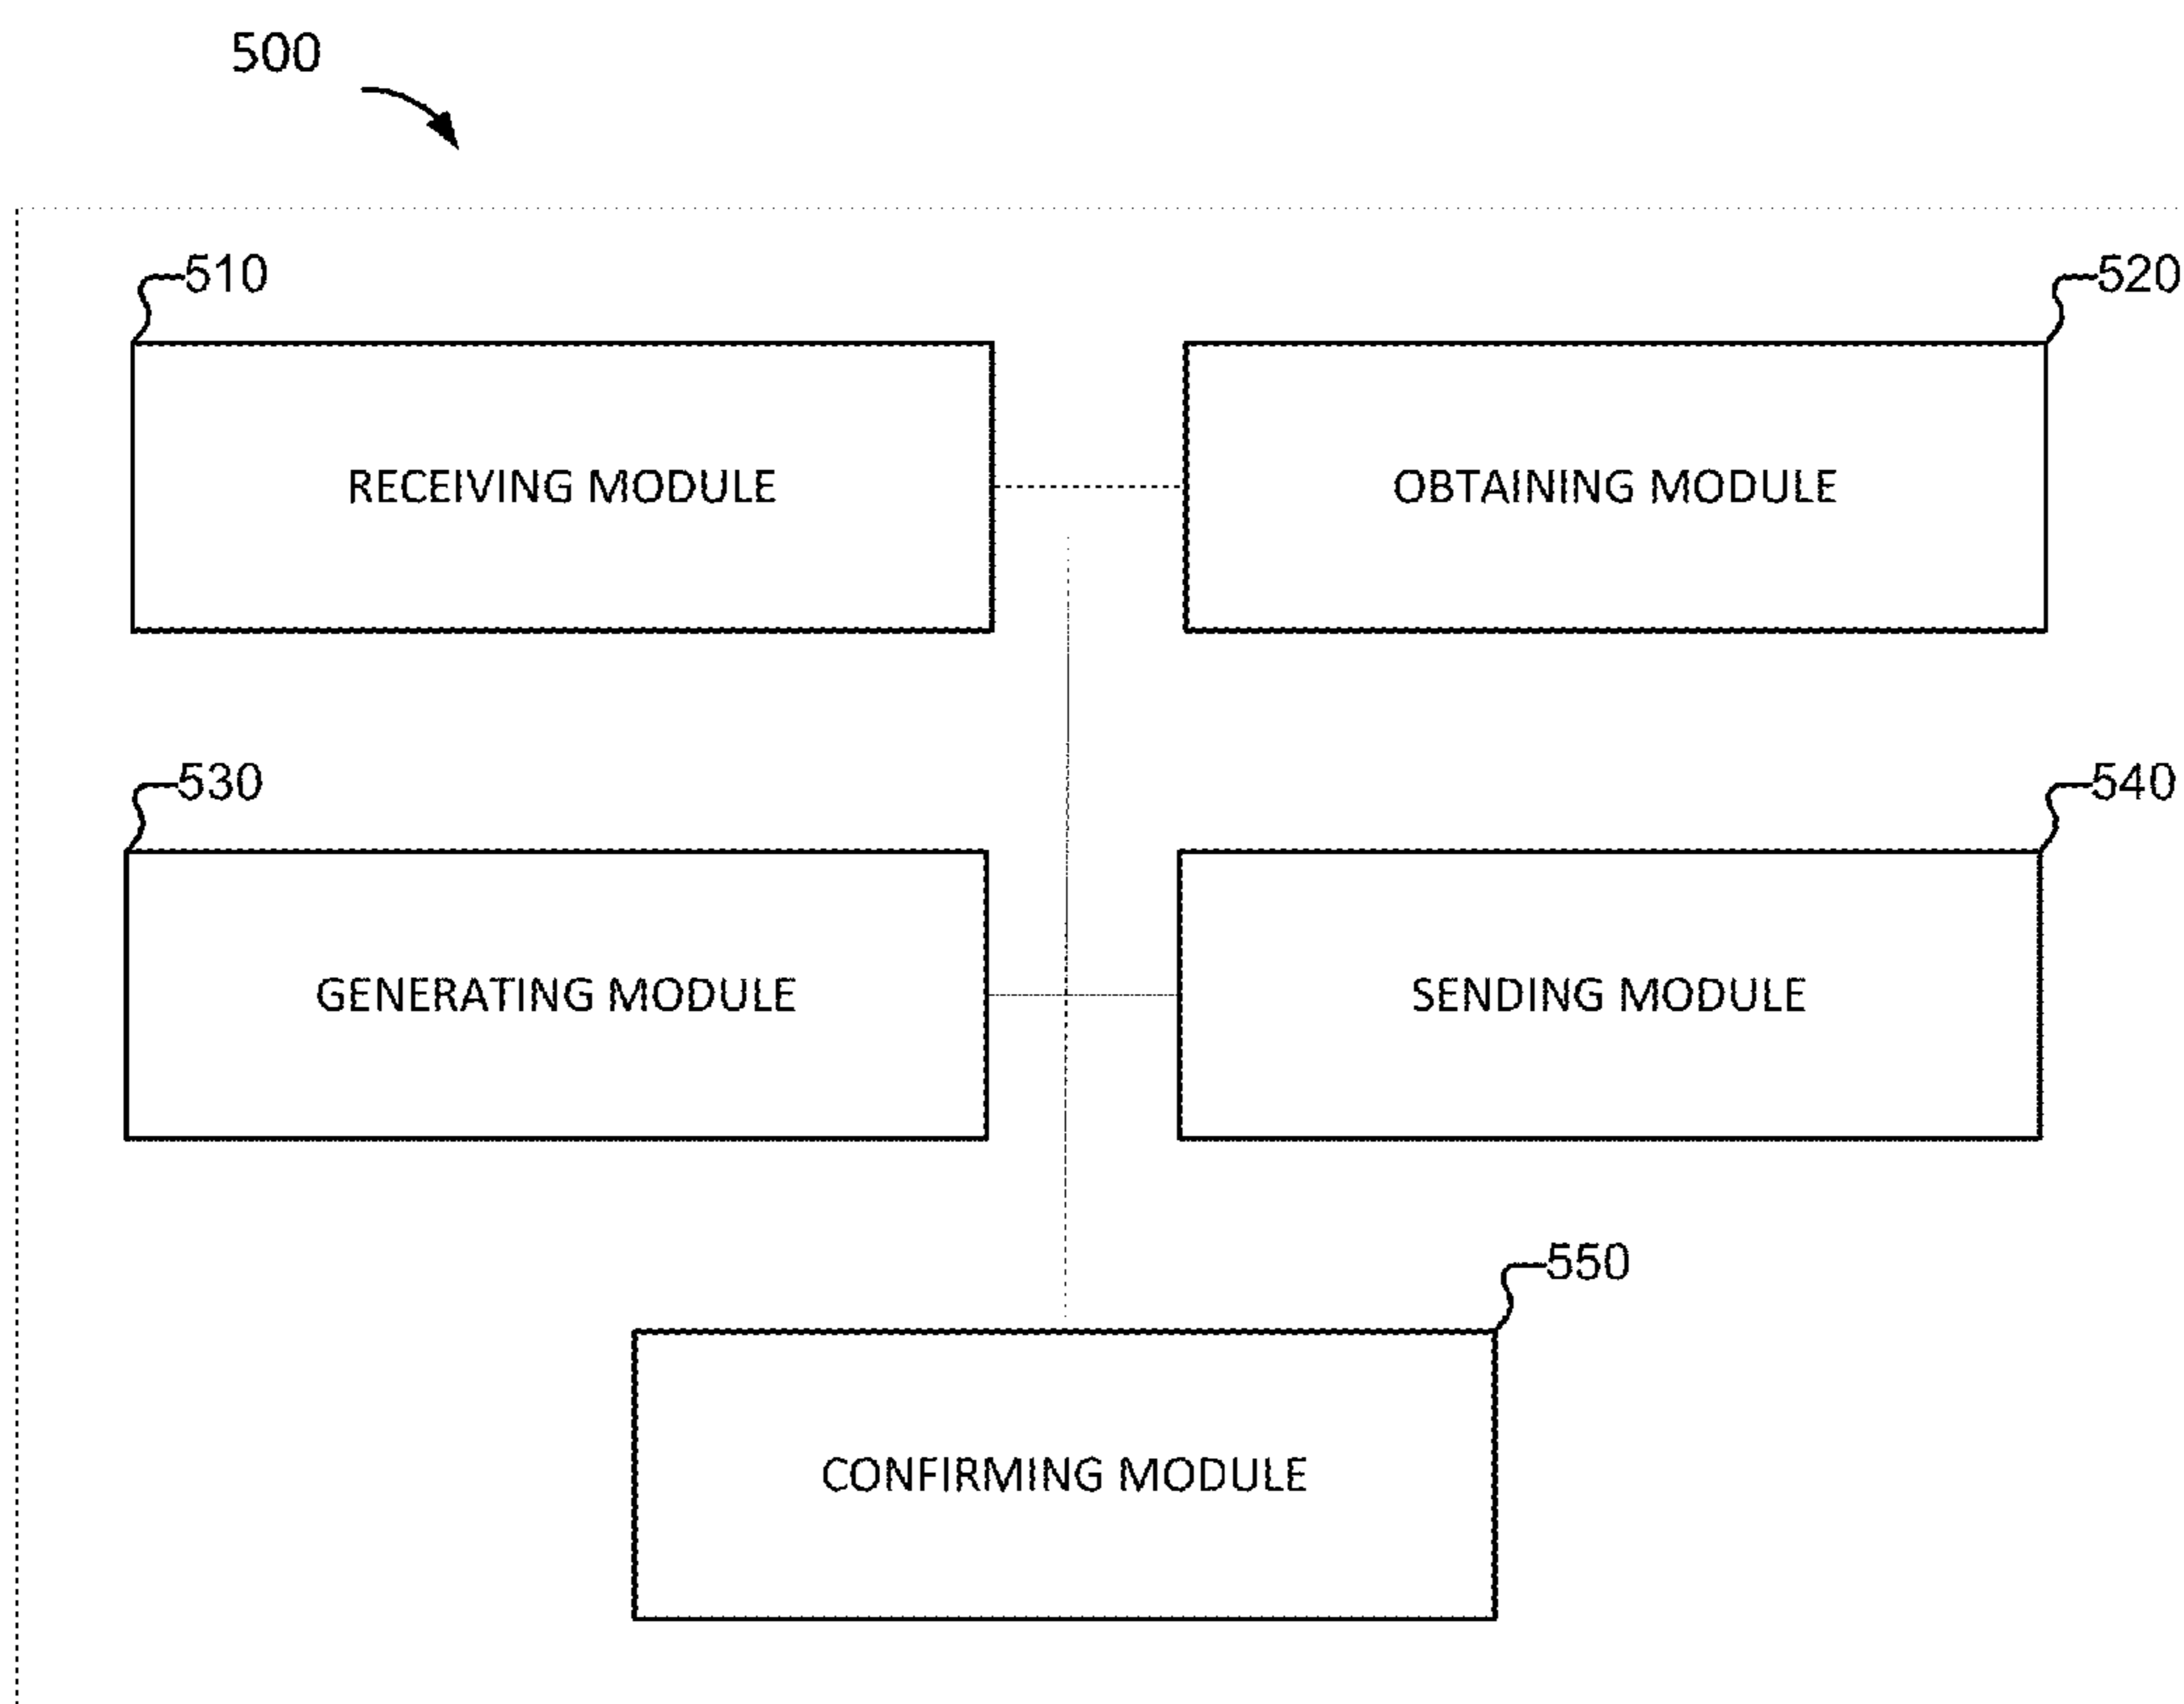 500
510
520
RECEIVING MODULE
OBTAINING MODULE
530
540
GENERATING MODULE
SENDING MODULE
550
CONFIRMING MODULE